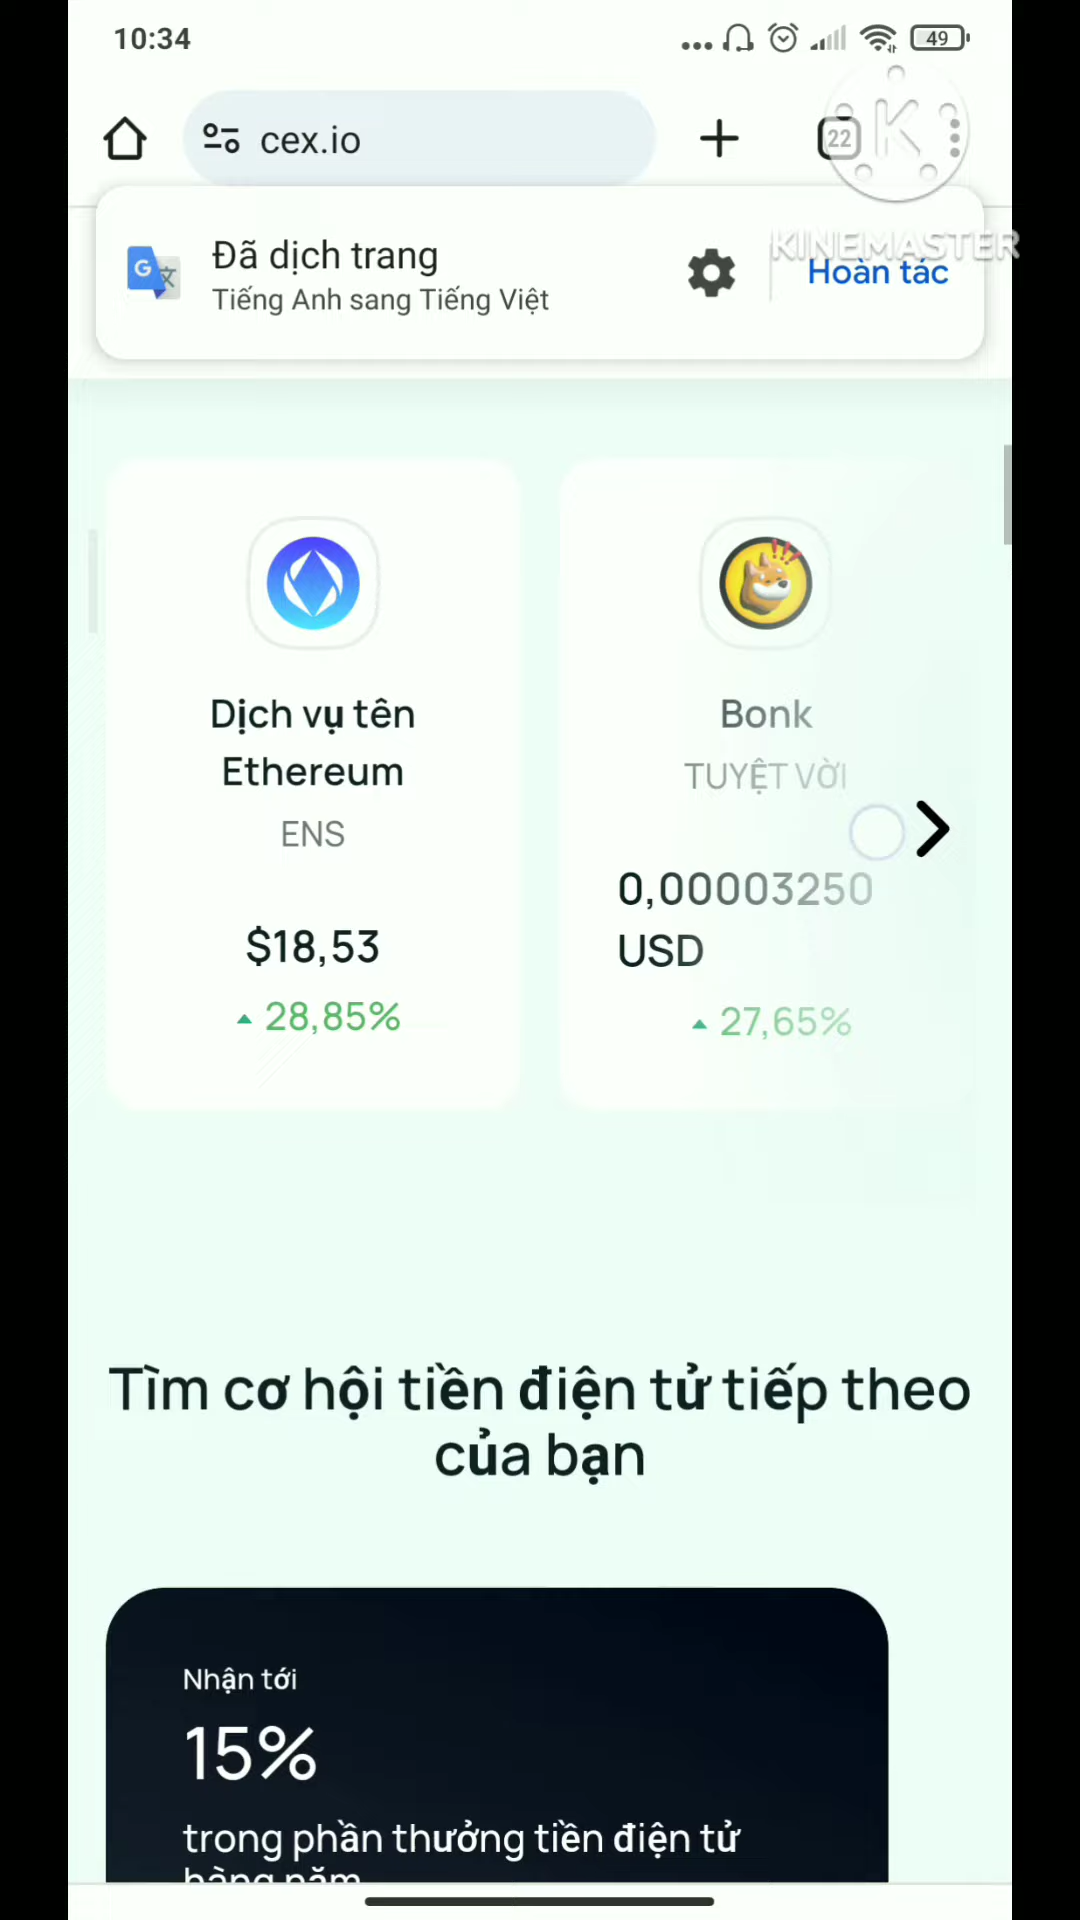 10:34
49
cex.io
22
K
KINEMASTER
Đã dịch trang
Tiếng Anh sang Tiếng Việt
Hoàn tác
Dịch vụ tên
Ethereum
ENS
$18,53
28,85%
Bonk
TUYỆT VỜI
0,00003250
USD
27,65%
Tìm cơ hội tiền điện tử tiếp theo
của bạn
Nhận tới
15%
trong phần thưởng tiền điện tử
hàng năm